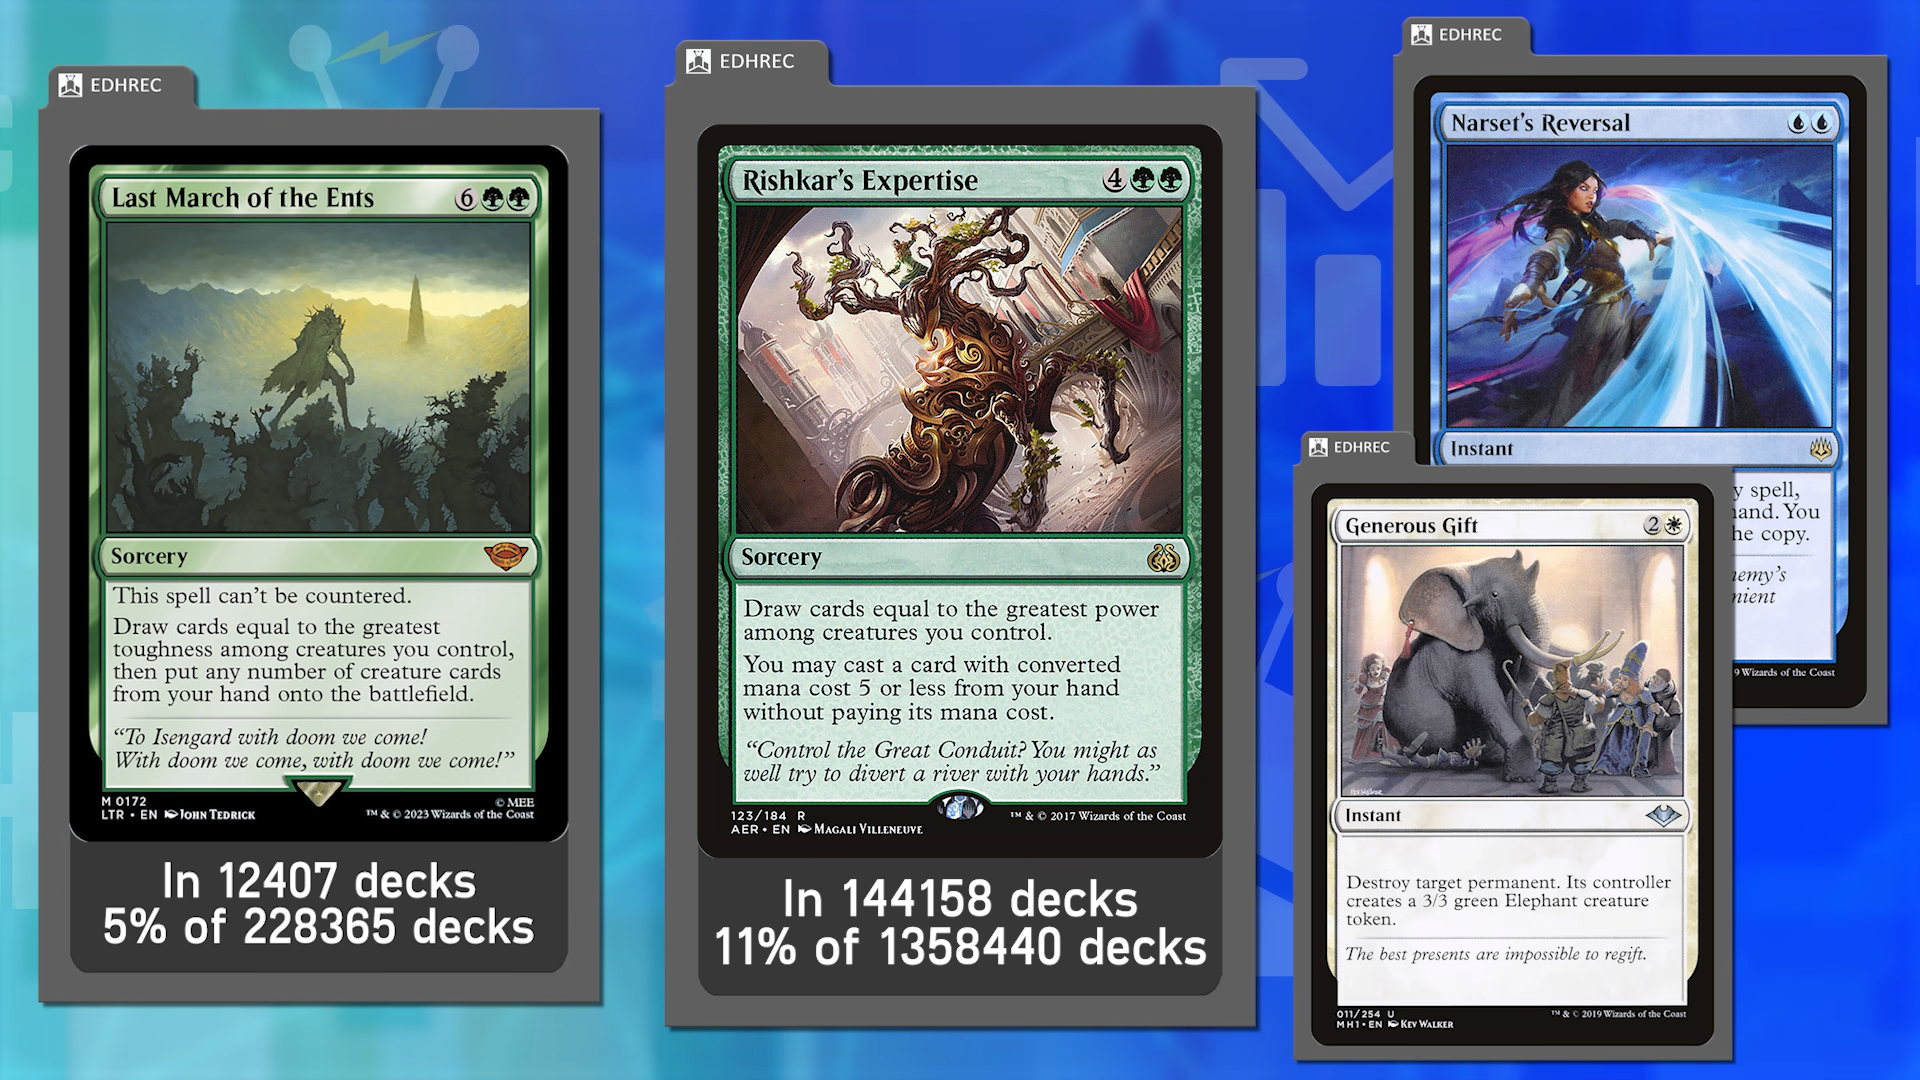 EDHREC
Last March of the Ents 6
Sorcery
This spell can't be countered.
Draw cards equal to the greatest
toughness among creatures you control,
then put any number of creature cards
from your hand onto the battlefield.
"To Isengard with doom we come!
With doom we come, with doom we come!"
M 0172
LTR • EN JOHN TEDRICK
© MEE
™ & © 2023 Wizards of the Coast
In 12407 decks
5% of 228365 decks
EDHREC
Rishkar's Expertise 4
Sorcery
Draw cards equal to the greatest power
among creatures you control.
You may cast a card with converted
mana cost 5 or less from your hand
without paying its mana cost.
"Control the Great Conduit? You might as
well try to divert a river with your hands."
123/184 R
AER • EN MAGALI VILLENEUVE
™ & © 2017 Wizards of the Coast
In 144158 decks
11% of 1358440 decks
EDHREC
Narset's Reversal
Instant
y spell,
and. You
he copy.
nemy's
nient
9 Wizards of the Coast
EDHREC
Generous Gift 2
Instant
Destroy target permanent. Its controller
creates a 3/3 green Elephant creature
token.
The best presents are impossible to regift.
011/254 U
MH1 • EN KEV WALKER
™ & © 2019 Wizards of the Coast